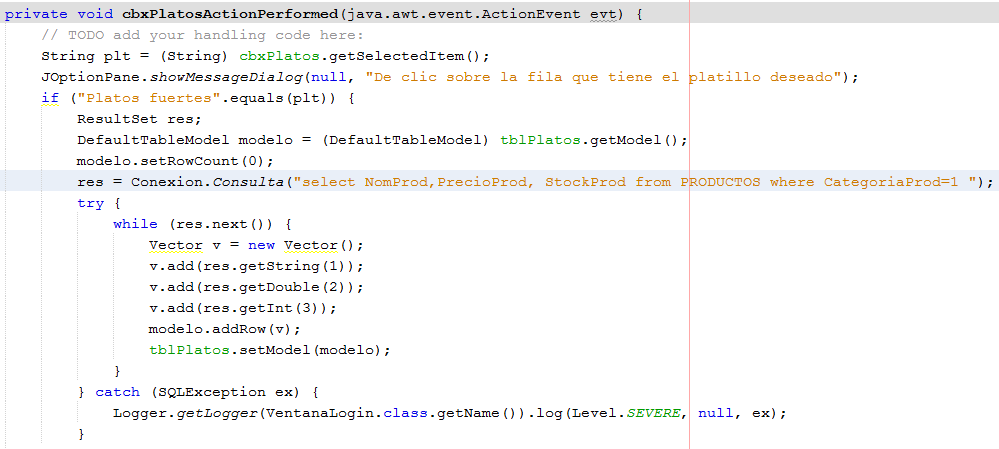 private void cbxPlatosActionPerformed(java.awt.event.ActionEvent evt) {
    // TODO add your handling code here:
    String plt = (String) cbxPlatos.getSelectedItem();
    JOptionPane.showMessageDialog(null, "De clic sobre la fila que tiene el platillo deseado");
    if ("Platos fuertes".equals(plt)) {
        ResultSet res;
        DefaultTableModel modelo = (DefaultTableModel) tblPlatos.getModel();
        modelo.setRowCount(0);
        res = Conexion.Consulta("select NomProd,PrecioProd, StockProd from PRODUCTOS where CategoriaProd=1 ");
        try {
            while (res.next()) {
                Vector v = new Vector();
                v.add(res.getString(1));
                v.add(res.getDouble(2));
                v.add(res.getInt(3));
                modelo.addRow(v);
                tblPlatos.setModel(modelo);
            }
        } catch (SQLException ex) {
            Logger.getLogger(VentanaLogin.class.getName()).log(Level.SEVERE, null, ex);
        }